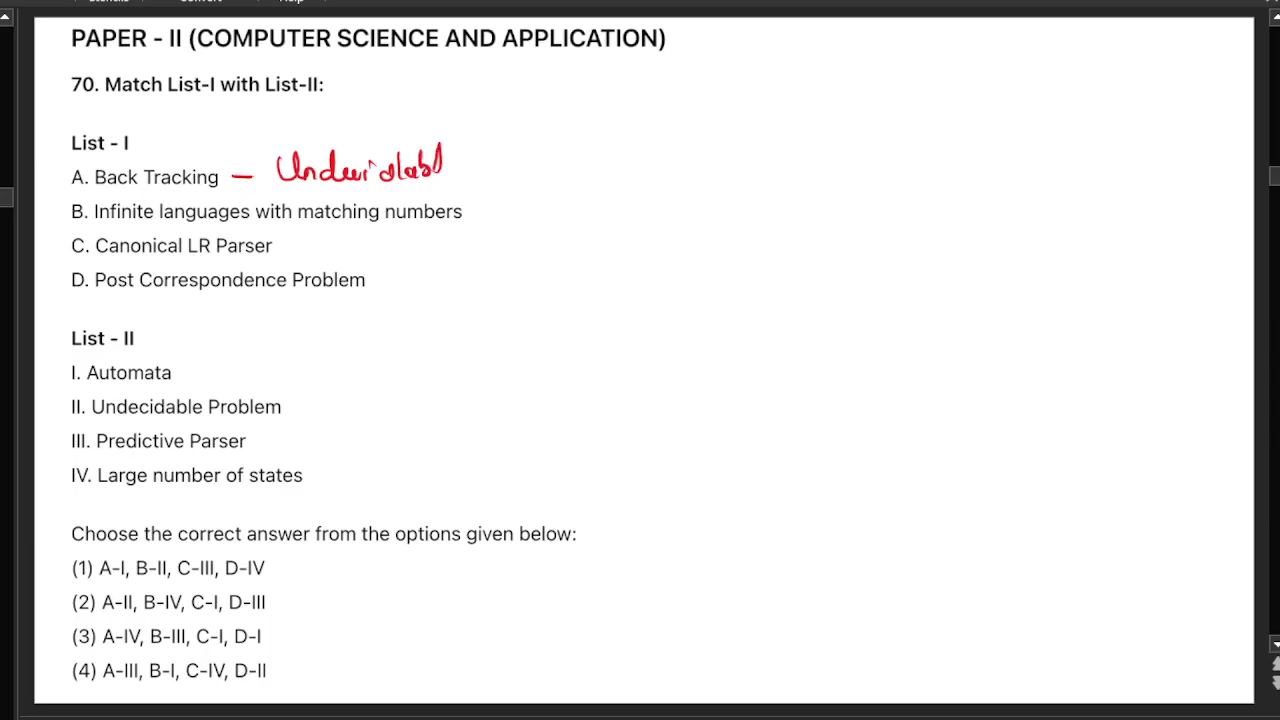 PAPER - II (COMPUTER SCIENCE AND APPLICATION)
70. Match List-I with List-II:
List - I
A. Back Tracking –
B. Infinite languages with matching numbers
C. Canonical LR Parser
D. Post Correspondence Problem
List - II
I. Automata
II. Undecidable Problem
III. Predictive Parser
IV. Large number of states
Choose the correct answer from the options given below:
(1) A-I, B-II, C-III, D-IV
(2) A-II, B-IV, C-I, D-III
(3) A-IV, B-III, C-I, D-I
(4) A-III, B-I, C-IV, D-II